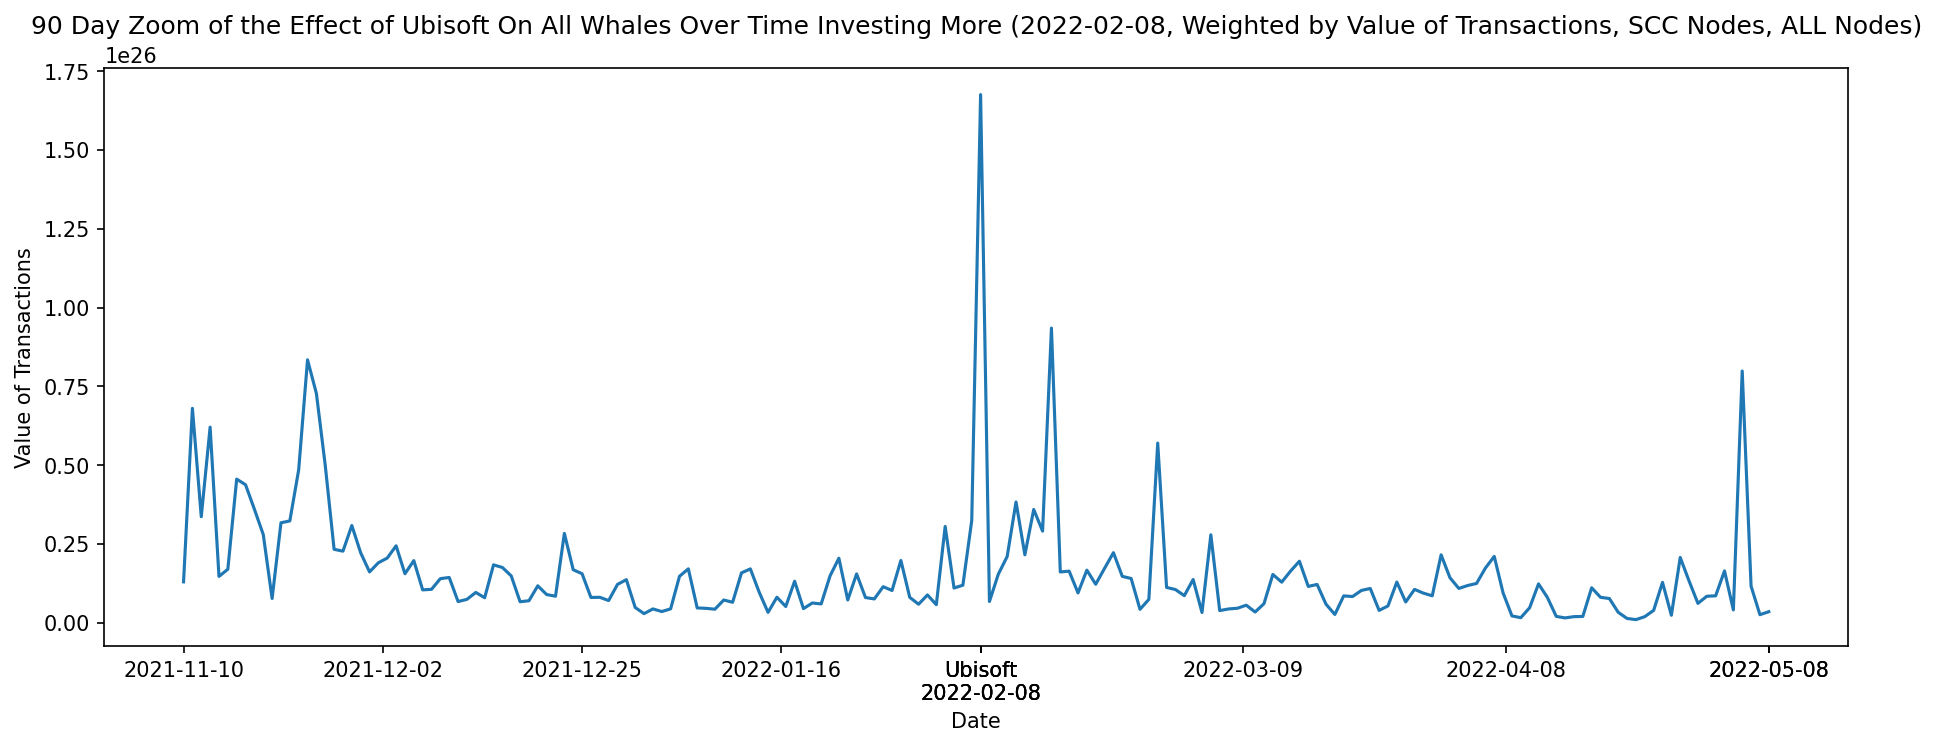 90 Day Zoom of the Effect of Ubisoft On All Whales Over Time Investing More (2022-02-08, Weighted by Value of Transactions, SCC Nodes, ALL Nodes)
1e26
1.75
1.50
1.25
1.00
0.75
0.50
0.25
0.00
Value of Transactions
2021-11-10 2021-12-02 2021-12-25 2022-01-16 Ubisoft 2022-03-09 2022-04-08 2022-05-08
2022-02-08
Date